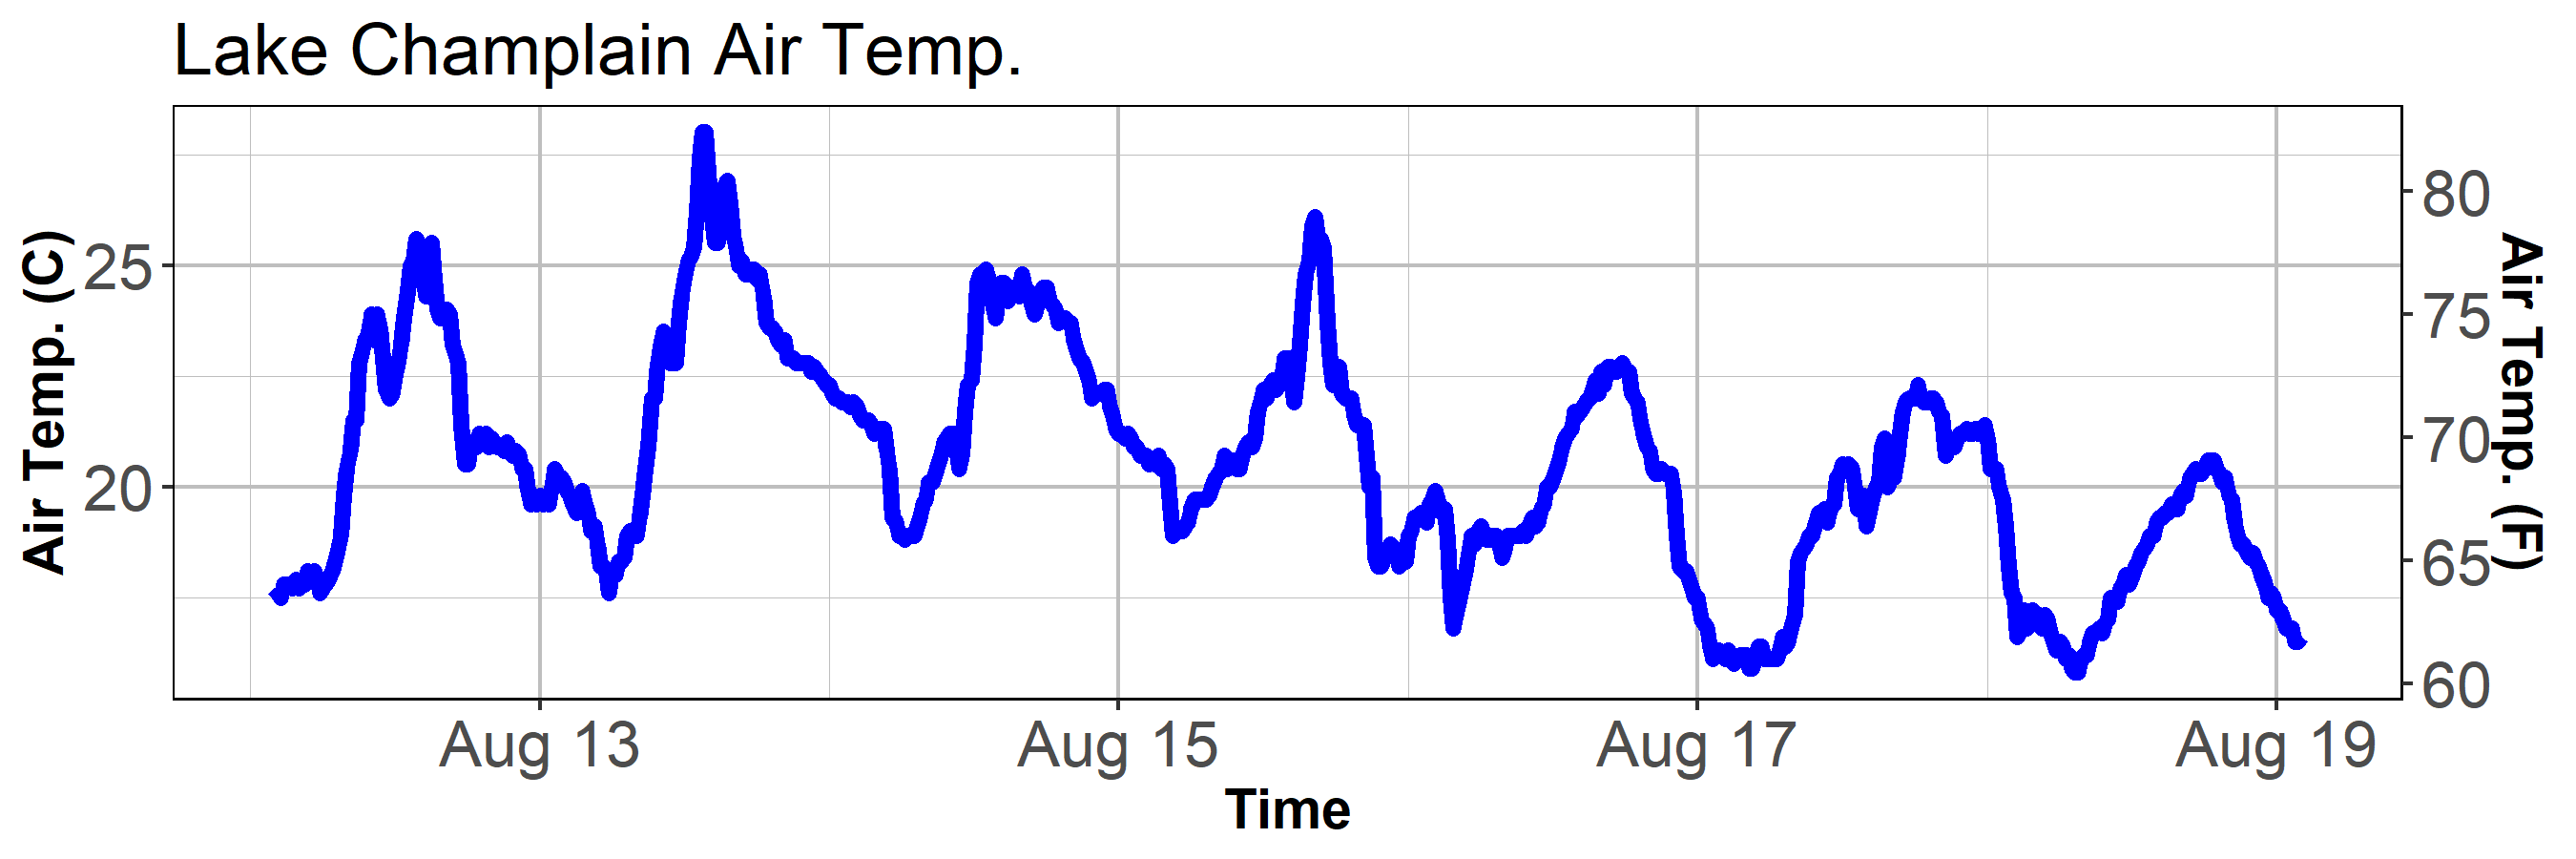 Lake Champlain Air Temp.
Air Temp. (C)
25
20
80
75
70
65
60
Air Temp. (F)
Aug 13
Aug 15
Aug 17
Aug 19
Time